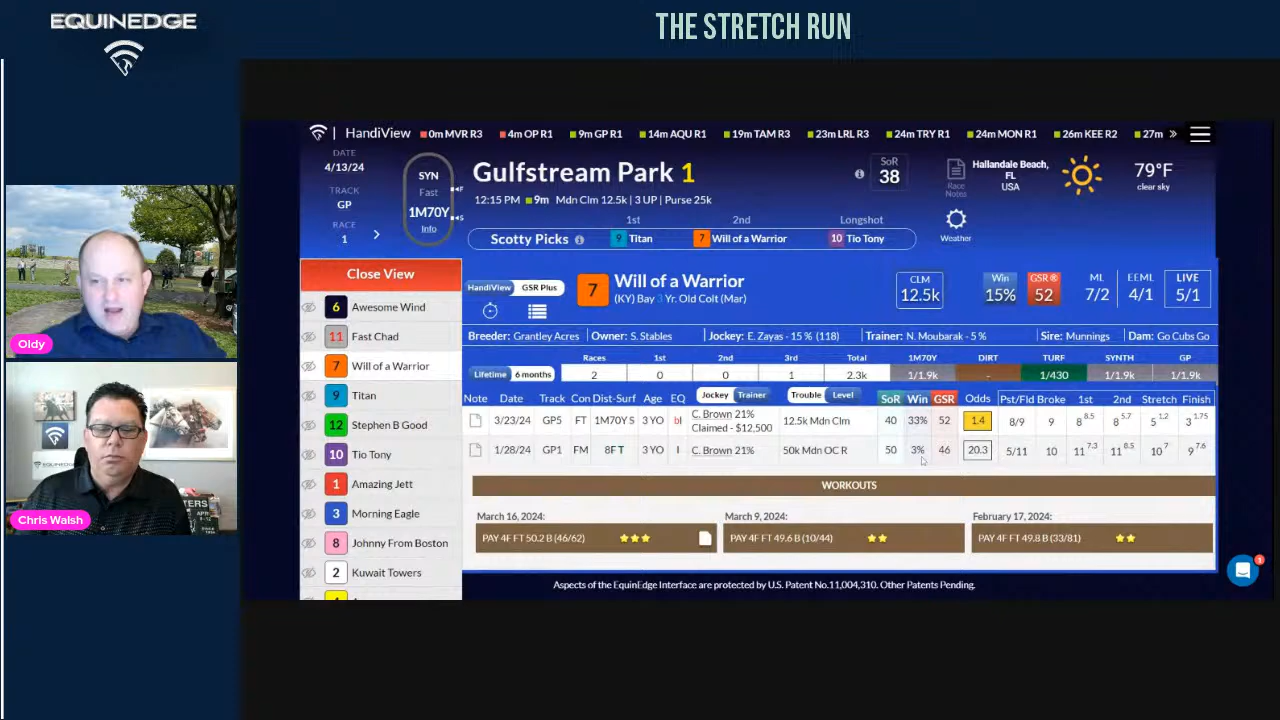 EQUINEDGE
THE STRETCH RUN
HandiView 0m MVR R3 4m OP R1 9m GP R1 14m AQU R1 19m TAM R3 23m LRL R3 24m TRY R1 24m MON R1 26m KEE R2 27m »
DATE
4/13/24
TRACK
GP
RACE
1
SYN
Fast
1M70Y
Info
F
S
Gulfstream Park 1
12:15 PM 9m Mdn Clm 12.5k | 3 UP | Purse 25k
SoR
38
Race Notes
Hallandale Beach,
FL
USA
79°F
clear sky
Weather
1st 2nd Longshot
Scotty Picks 9 Titan 7 Will of a Warrior 10 Tio Tony
Close View
6 Awesome Wind
11 Fast Chad
7 Will of a Warrior
9 Titan
12 Stephen B Good
10 Tio Tony
1 Amazing Jett
3 Morning Eagle
8 Johnny From Boston
2 Kuwait Towers
HandiView GSR Plus
7 Will of a Warrior
(KY) Bay 3 Yr. Old Colt (Mar)
CLM
12.5k
Win
15%
GSR®
52
ML
7/2
EEML
4/1
LIVE
5/1
Breeder: Grantley Acres Owner: S. Stables Jockey: E. Zayas - 15 % (118) Trainer: N. Moubarak - 5 % Sire: Munnings Dam: Go Cubs Go
Races 1st 2nd 3rd Total 1M70Y DIRT TURF SYNTH GP
Lifetime 6 months 2 0 0 1 2.3k 1/1.9k - 1/430 1/1.9k 1/1.9k
Note Date Track Con Dist-Surf Age EQ Jockey Trainer Trouble Level SoR Win GSR Odds Pst/Fld Broke 1st 2nd Stretch Finish
3/23/24 GP5 FT 1M70Y S 3 YO bl C. Brown 21% Claimed - $12,500 12.5k Mdn Clm 40 33% 52 1.4 8/9 9 8 8.5 8 5.7 5 1.2 3 1.75
1/28/24 GP1 FM 8F T 3 YO l C. Brown 21% 50k Mdn OC R 50 3% 46 20.3 5/11 10 11 7.3 11 8.5 10 7 9 7.6
WORKOUTS
March 16, 2024: March 9, 2024: February 17, 2024:
PAY 4F FT 50.2 B (46/62) PAY 4F FT 49.6 B (10/44) PAY 4F FT 49.8 B (33/81)
Aspects of the EquinEdge Interface are protected by U.S. Patent No.11,004,310. Other Patents Pending.
1
Oldy
Chris Walsh